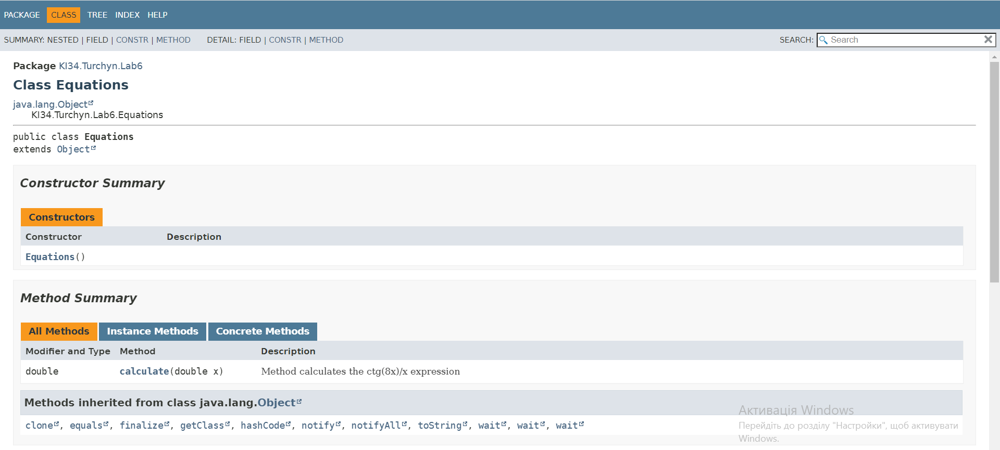 PACKAGE CLASS TREE INDEX HELP
SUMMARY: NESTED | FIELD | CONSTR | METHOD DETAIL: FIELD | CONSTR | METHOD SEARCH: Search
Package KI34.Turchyn.Lab6
Class Equations
java.lang.Object
KI34.Turchyn.Lab6.Equations
public class Equations
extends Object
Constructor Summary
Constructors
Constructor Description
Equations()
Method Summary
All Methods Instance Methods Concrete Methods
Modifier and Type Method Description
double calculate(double x) Method calculates the ctg(8x)/x expression
Methods inherited from class java.lang.Object
clone, equals, finalize, getClass, hashCode, notify, notifyAll, toString, wait, wait, wait
Активація Windows
Перейдіть до розділу "Настройки", щоб активувати
Windows.